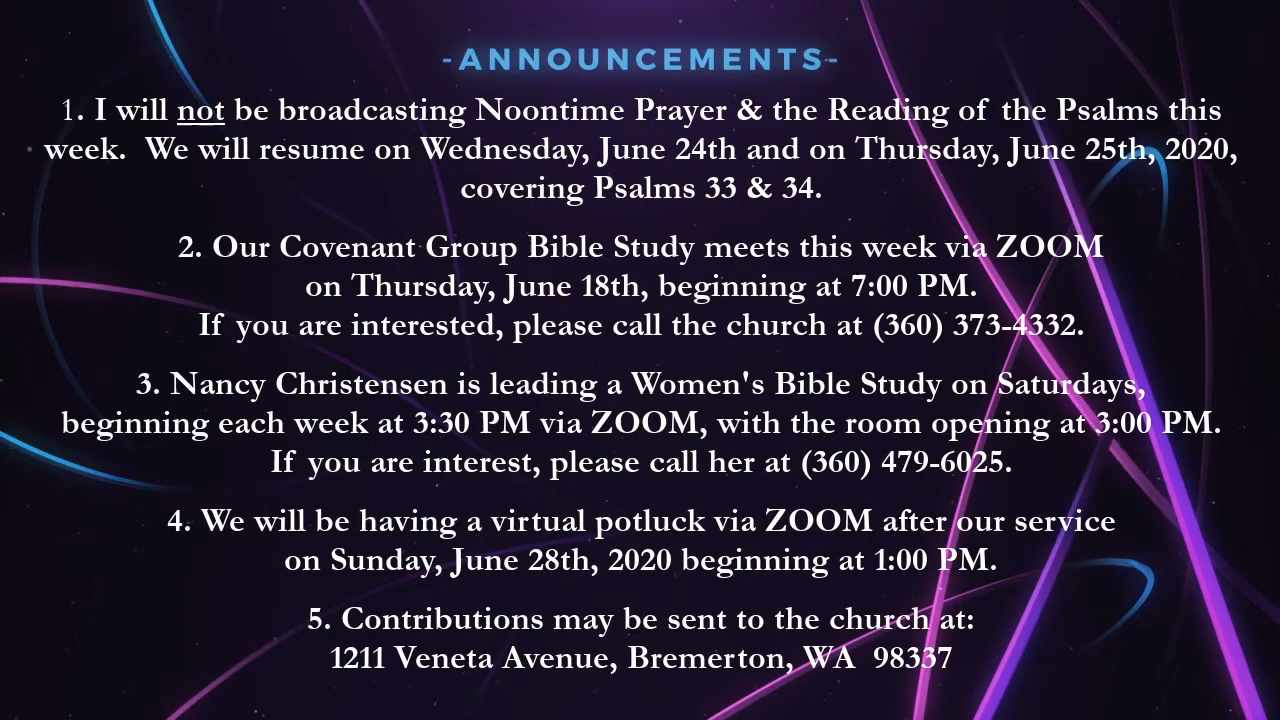 -ANNOUNCEMENTS-
1. I will not be broadcasting Noontime Prayer & the Reading of the Psalms this
week.  We will resume on Wednesday, June 24th and on Thursday, June 25th, 2020,
covering Psalms 33 & 34.
2. Our Covenant Group Bible Study meets this week via ZOOM
on Thursday, June 18th, beginning at 7:00 PM.
If you are interested, please call the church at (360) 373-4332.
3. Nancy Christensen is leading a Women's Bible Study on Saturdays,
beginning each week at 3:30 PM via ZOOM, with the room opening at 3:00 PM.
If you are interest, please call her at (360) 479-6025.
4. We will be having a virtual potluck via ZOOM after our service
on Sunday, June 28th, 2020 beginning at 1:00 PM.
5. Contributions may be sent to the church at:
1211 Veneta Avenue, Bremerton, WA  98337